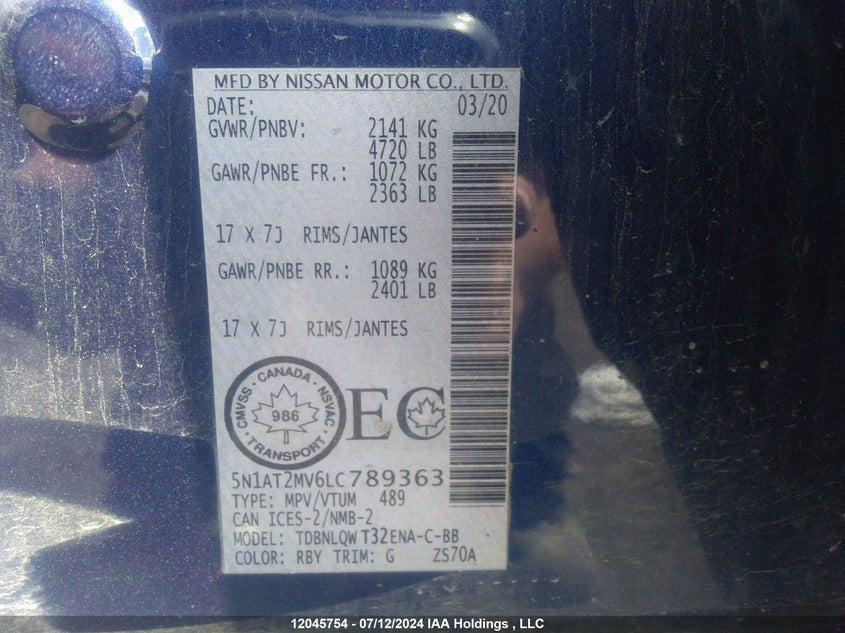 MFD BY NISSAN MOTOR CO., LTD.
DATE: 03/20
GVWR/PNBV: 2141 KG
4720 LB
GAWR/PNBE FR.: 1072 KG
2363 LB
17 X 7J RIMS/JANTES
GAWR/PNBE RR.: 1089 KG
2401 LB
17 X 7J RIMS/JANTES
CMVSS · CANADA · NSVAC
986
· TRANSPORT ·
EC
5N1AT2MV6LC789363
TYPE: MPV/VTUM 489
CAN ICES-2/NMB-2
MODEL: TDBNLQW T32ENA-C-BB
COLOR: RBY TRIM: G ZS70A
12045754 - 07/12/2024 IAA Holdings , LLC